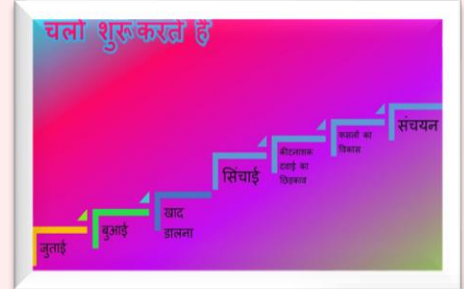 चलो शुरू करते है
जुताई
बुआई
खाद
डालना
सिंचाई
कीटनाशक
दवाई का
छिड़काव
फसलो का
विकास
संचयन